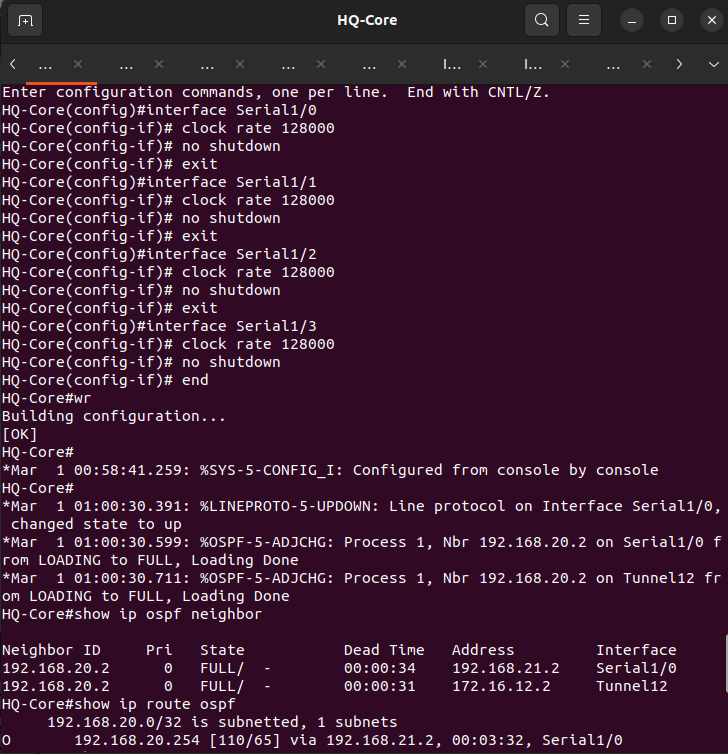 HQ-Core
... ... ... ... ... I... I... ...
Enter configuration commands, one per line.  End with CNTL/Z.
HQ-Core(config)#interface Serial1/0
HQ-Core(config-if)# clock rate 128000
HQ-Core(config-if)# no shutdown
HQ-Core(config-if)# exit
HQ-Core(config)#interface Serial1/1
HQ-Core(config-if)# clock rate 128000
HQ-Core(config-if)# no shutdown
HQ-Core(config-if)# exit
HQ-Core(config)#interface Serial1/2
HQ-Core(config-if)# clock rate 128000
HQ-Core(config-if)# no shutdown
HQ-Core(config-if)# exit
HQ-Core(config)#interface Serial1/3
HQ-Core(config-if)# clock rate 128000
HQ-Core(config-if)# no shutdown
HQ-Core(config-if)# end
HQ-Core#wr
Building configuration...
[OK]
HQ-Core#
*Mar  1 00:58:41.259: %SYS-5-CONFIG_I: Configured from console by console
HQ-Core#
*Mar  1 01:00:30.391: %LINEPROTO-5-UPDOWN: Line protocol on Interface Serial1/0,
 changed state to up
*Mar  1 01:00:30.599: %OSPF-5-ADJCHG: Process 1, Nbr 192.168.20.2 on Serial1/0 f
rom LOADING to FULL, Loading Done
*Mar  1 01:00:30.711: %OSPF-5-ADJCHG: Process 1, Nbr 192.168.20.2 on Tunnel12 fr
om LOADING to FULL, Loading Done
HQ-Core#show ip ospf neighbor
Neighbor ID     Pri   State           Dead Time   Address         Interface
192.168.20.2      0   FULL/  -        00:00:34    192.168.21.2    Serial1/0
192.168.20.2      0   FULL/  -        00:00:31    172.16.12.2     Tunnel12
HQ-Core#show ip route ospf
     192.168.20.0/32 is subnetted, 1 subnets
O       192.168.20.254 [110/65] via 192.168.21.2, 00:03:32, Serial1/0